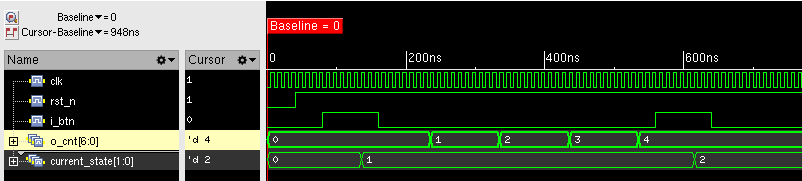 Baseline▼= 0
Cursor-Baseline▼= 948ns
Baseline = 0
Name Cursor 0 200ns 400ns 600ns
clk 1
rst_n 1
i_btn 0
o_cnt[6:0] 'd 4 0 1 2 3 4
current_state[1:0] 'd 2 0 1 2